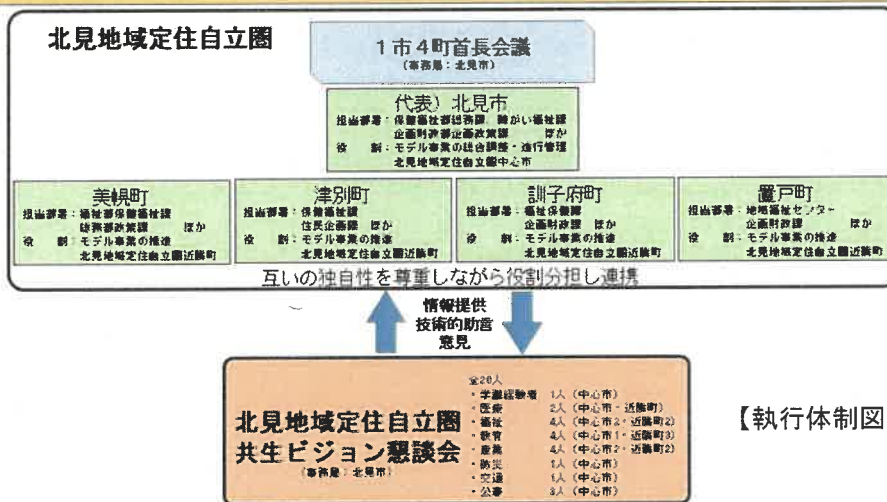 北見地域定住自立圏
1市4町首長会議
(事務局:北見市)
代表)北見市
担当部署:保健福祉部総務課、障がい福祉課
企画財政部企画政策課 ほか
役 割:モデル事業の総合調整・進行管理
北見地域定住自立圏中心市
美幌町
担当部署:福祉部保健福祉課
総務部政策課 ほか
役 割:モデル事業の推進
北見地域定住自立圏近隣町
津別町
担当部署:保健福祉課
住民企画課 ほか
役 割:モデル事業の推進
北見地域定住自立圏近隣町
訓子府町
担当部署:福祉保健課
企画財政課 ほか
役 割:モデル事業の推進
北見地域定住自立圏近隣町
置戸町
担当部署:地域福祉センター
企画財政課 ほか
役 割:モデル事業の推進
北見地域定住自立圏近隣町
互いの独自性を尊重しながら役割分担し連携
情報提供
技術的助言
意見
北見地域定住自立圏
共生ビジョン懇談会
(事務局:北見市)
全20人
・学識経験者 1人(中心市)
・医療 2人(中心市・近隣町)
・福祉 4人(中心市2・近隣町2)
・教育 4人(中心市1・近隣町3)
・産業 4人(中心市2・近隣町2)
・防災 1人(中心市)
・交通 1人(中心市)
・公募 3人(中心市)
【執行体制図